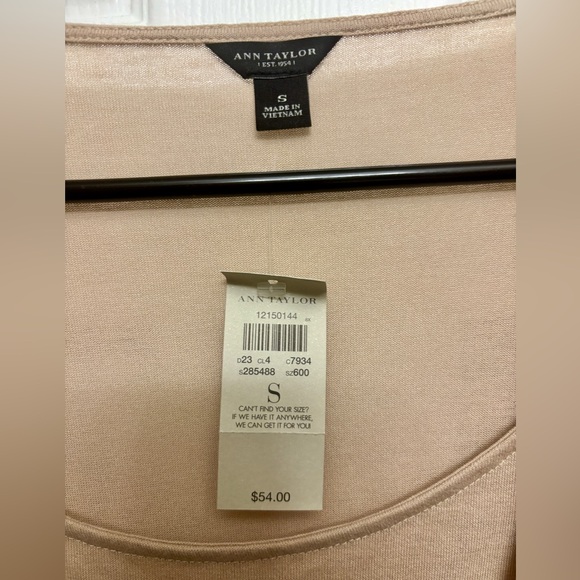 ANN TAYLOR
EST. 1954
S
MADE IN
VIETNAM
ANN TAYLOR
12150144
D23 CL4 C7934
S285488 SZ600
S
CAN'T FIND YOUR SIZE?
IF WE HAVE IT ANYWHERE,
WE CAN GET IT FOR YOU!
$54.00